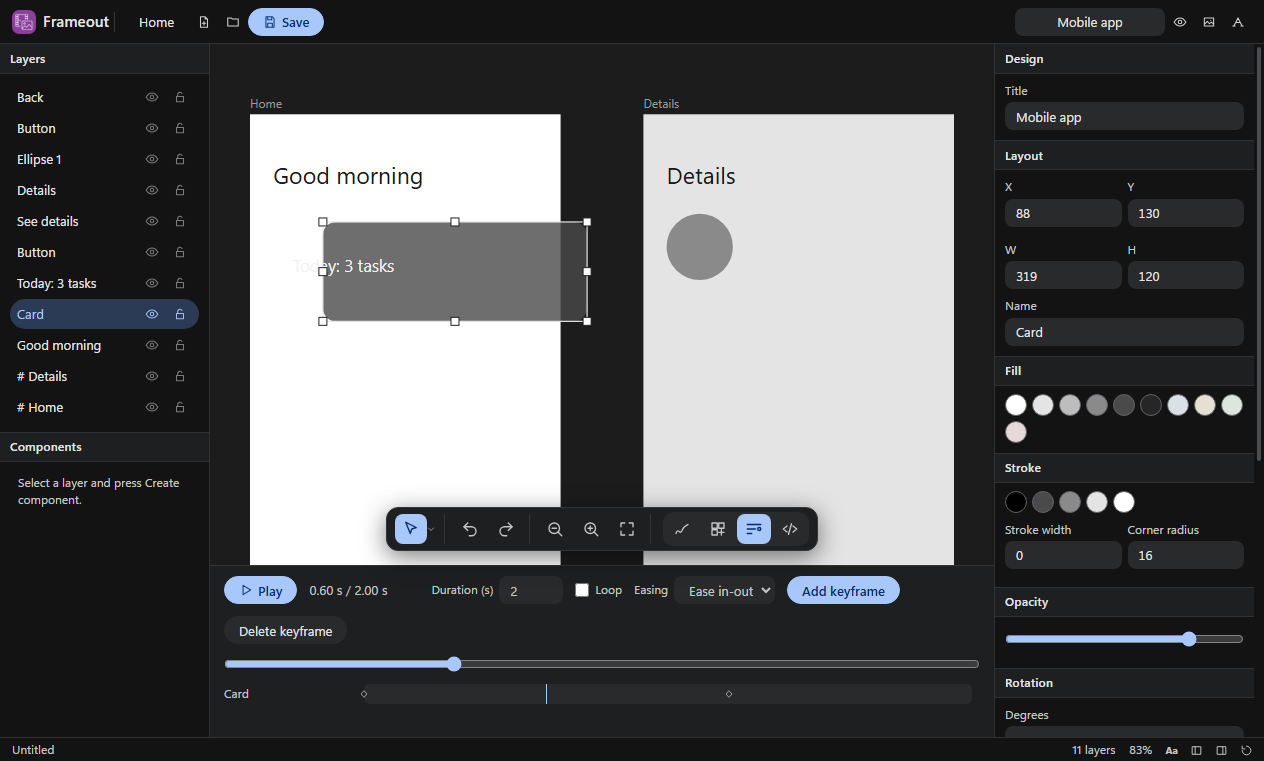 Frameout
Home
Save
Mobile app
Layers
Back
Button
Ellipse 1
Details
See details
Button
Today: 3 tasks
Card
Good morning
# Details
# Home
Components
Select a layer and press Create
component.
Home
Good morning
Today: 3 tasks
Details
Details
Play
0.60 s / 2.00 s
Duration (s)
2
Loop
Easing
Ease in-out
Add keyframe
Delete keyframe
Card
Design
Title
Mobile app
Layout
X
Y
88
130
W
H
319
120
Name
Card
Fill
Stroke
Stroke width
Corner radius
0
16
Opacity
Rotation
Degrees
Untitled
11 layers
83%
Aa